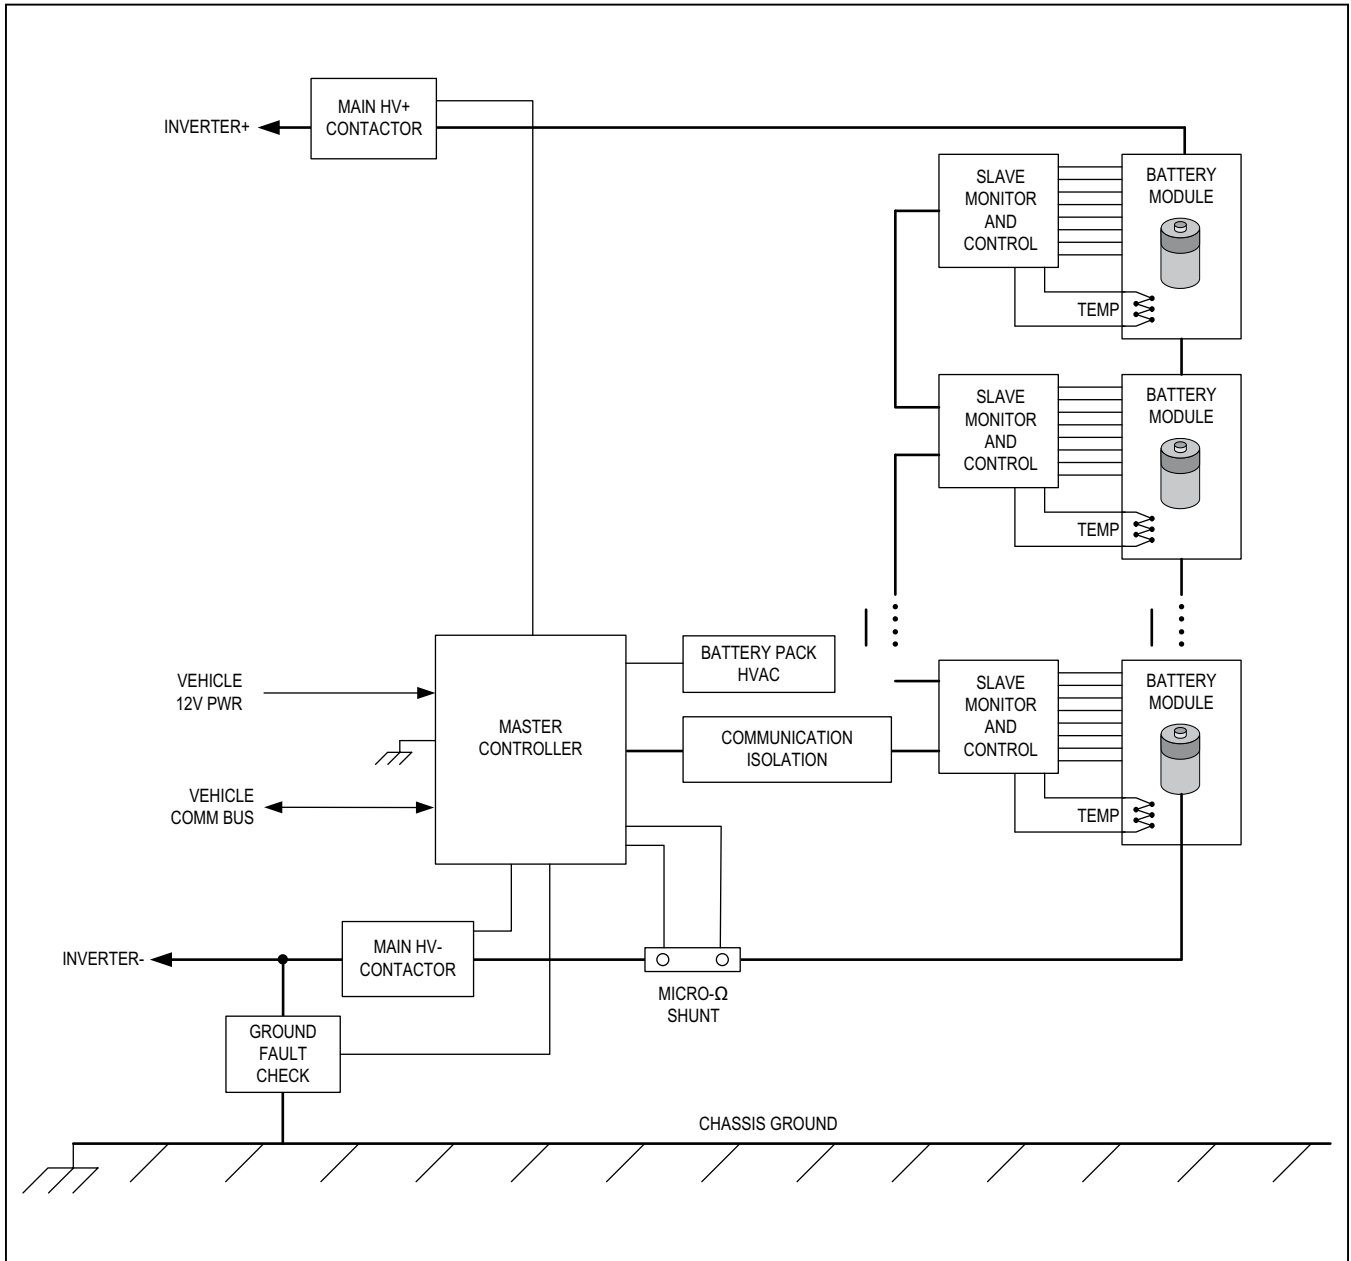 MAIN HV+
CONTACTOR
INVERTER+
SLAVE
MONITOR
AND
CONTROL
BATTERY
MODULE
TEMP
SLAVE
MONITOR
AND
CONTROL
BATTERY
MODULE
TEMP
BATTERY PACK
HVAC
SLAVE
MONITOR
AND
CONTROL
BATTERY
MODULE
TEMP
VEHICLE
12V PWR
MASTER
CONTROLLER
COMMUNICATION
ISOLATION
VEHICLE
COMM BUS
MAIN HV-
CONTACTOR
INVERTER-
MICRO-Ω
SHUNT
GROUND
FAULT
CHECK
CHASSIS GROUND